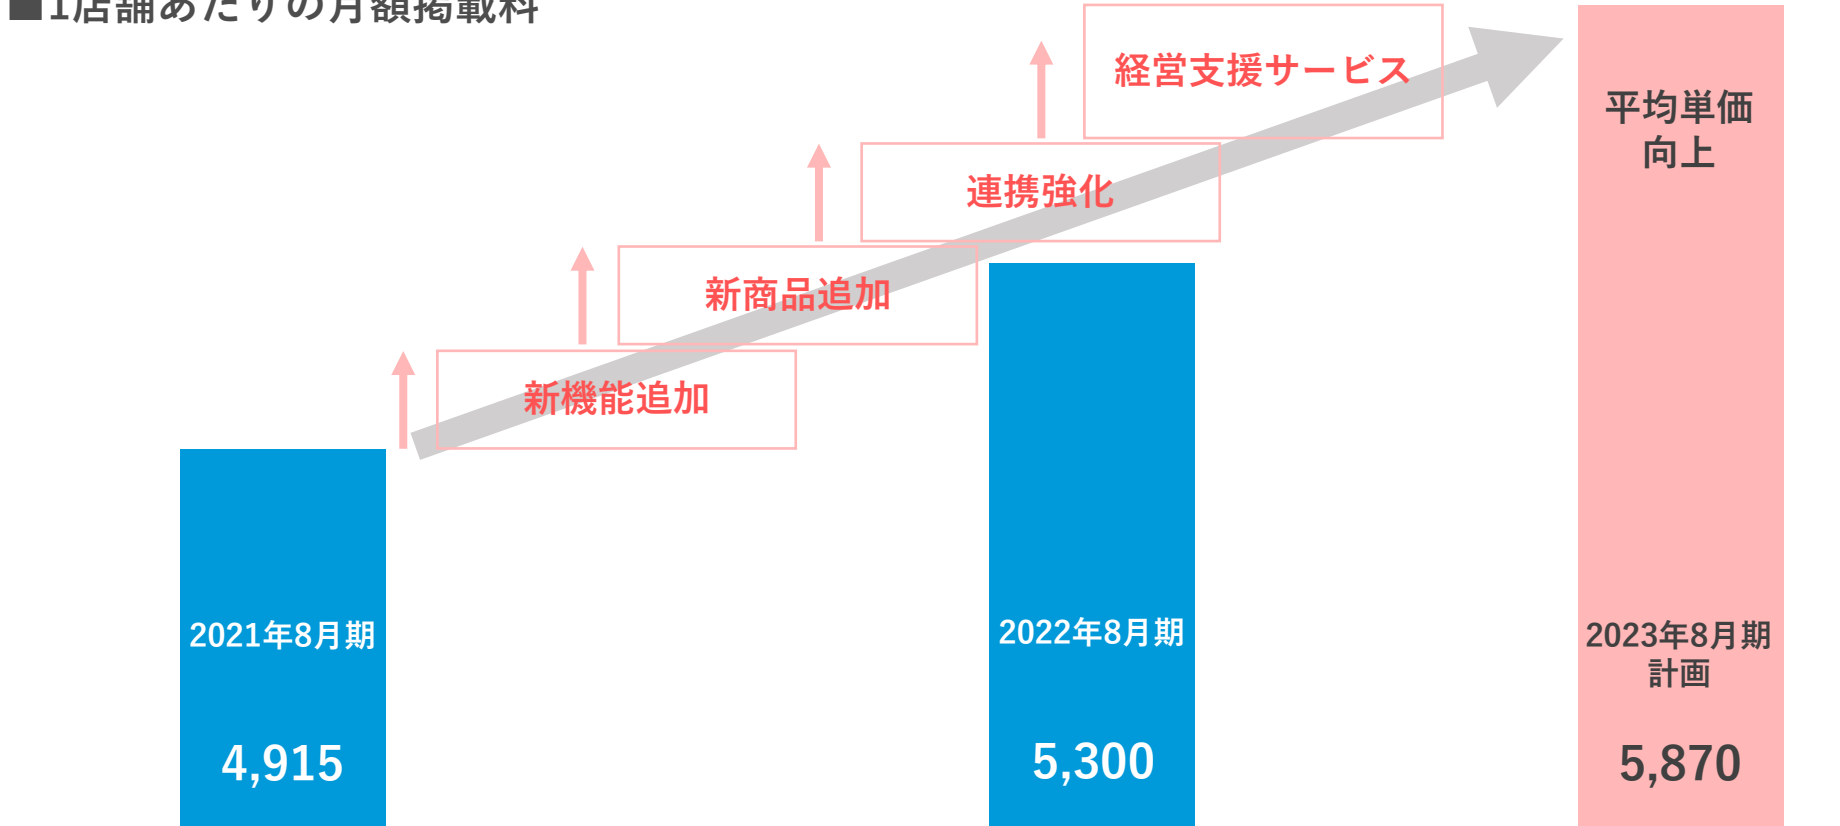 ■1店舗あたりの月額掲載料
経営支援サービス
連携強化
新商品追加
新機能追加
平均単価
向上
2021年8月期
4,915
2022年8月期
5,300
2023年8月期
計画
5,870